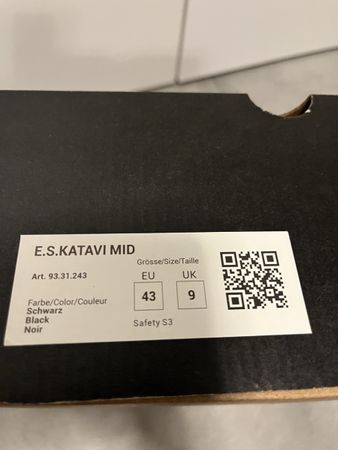 E.S.KATAVI MID
Grösse/Size/Taille
Art. 93.31.243
EU UK
43 9
Farbe/Color/Couleur
Schwarz
Black
Noir
Safety S3